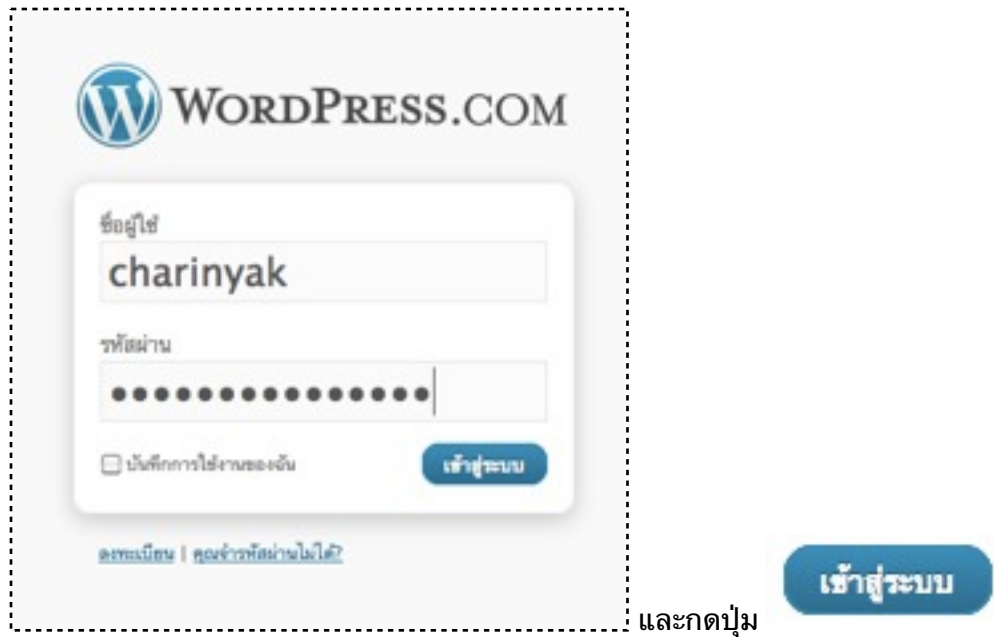 WORDPRESS.COM
ชื่อผู้ใช้
charinyak
รหัสผ่าน
●●●●●●●●●●●●●●●
บันทึกการใช้งานของฉัน
เข้าสู่ระบบ
ลงทะเบียน | คุณจำรหัสผ่านไม่ได้?
และกดปุ่ม
เข้าสู่ระบบ